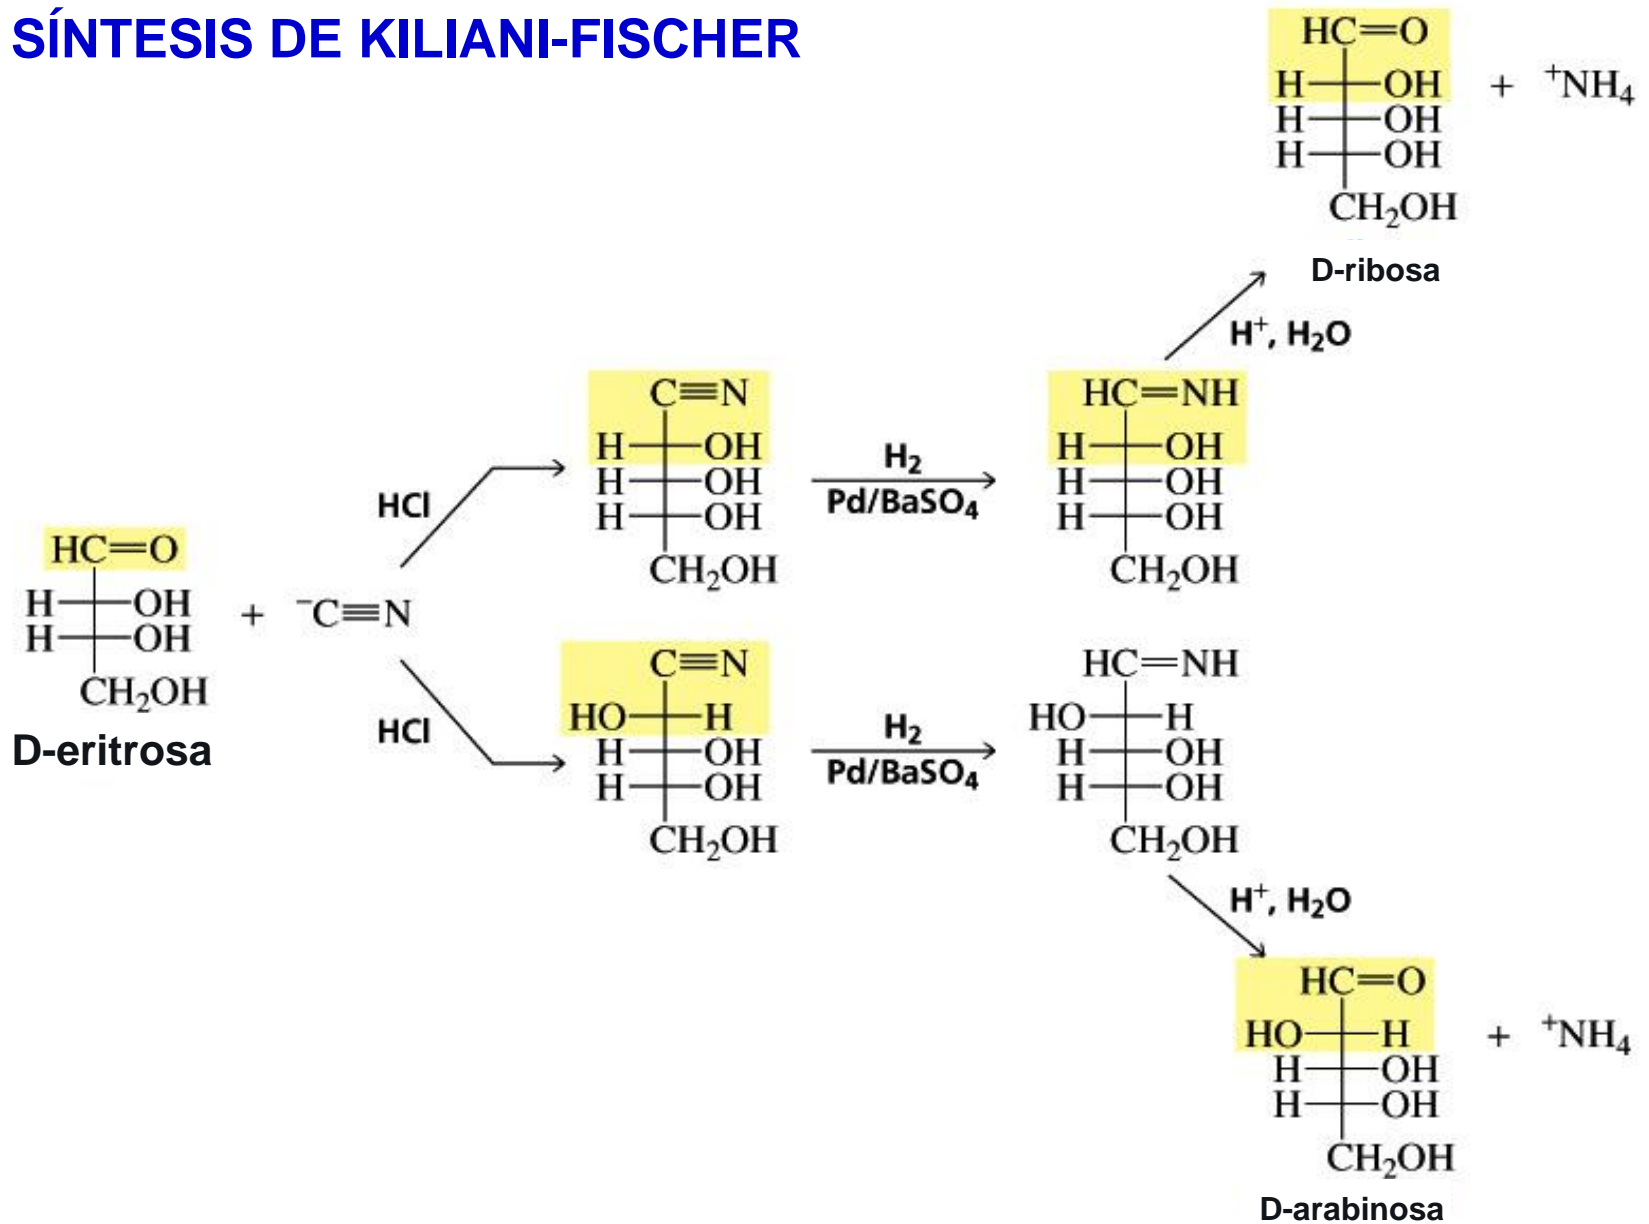 SÍNTESIS DE KILIANI-FISCHER
HC=O
H OH
H OH
H OH
CH₂OH
+ ⁺NH₄
D-ribosa
H⁺, H₂O
C≡N
H OH
H OH
H OH
CH₂OH
H₂
Pd/BaSO₄
HC=NH
H OH
H OH
H OH
CH₂OH
HCl
HC=O
H OH
H OH
CH₂OH
D-eritrosa
+ ⁻C≡N
HCl
C≡N
HO H
H OH
H OH
CH₂OH
H₂
Pd/BaSO₄
HC=NH
HO H
H OH
H OH
CH₂OH
H⁺, H₂O
HC=O
HO H
H OH
H OH
CH₂OH
+ ⁺NH₄
D-arabinosa